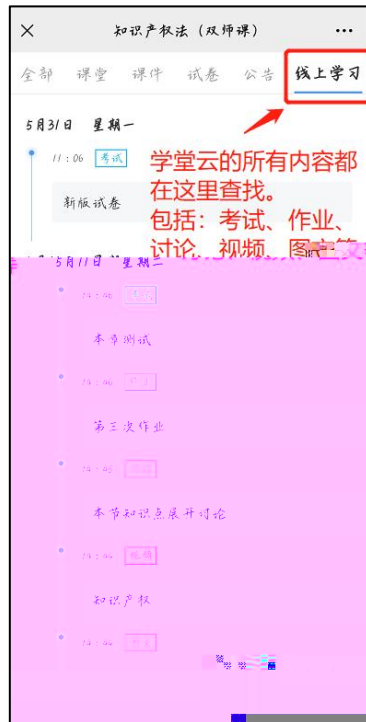 知识产权法（双师课）
全部 课堂 课件 试卷 公告 线上学习
5月31日 星期一
11:06 考试
新版试卷
学堂云的所有内容都
在这里查找。
包括：考试、作业、
讨论、视频、图
5月11日 星期二
本节测试
第三次作业
本节知识点展开讨论
14:46 视频
知识产权